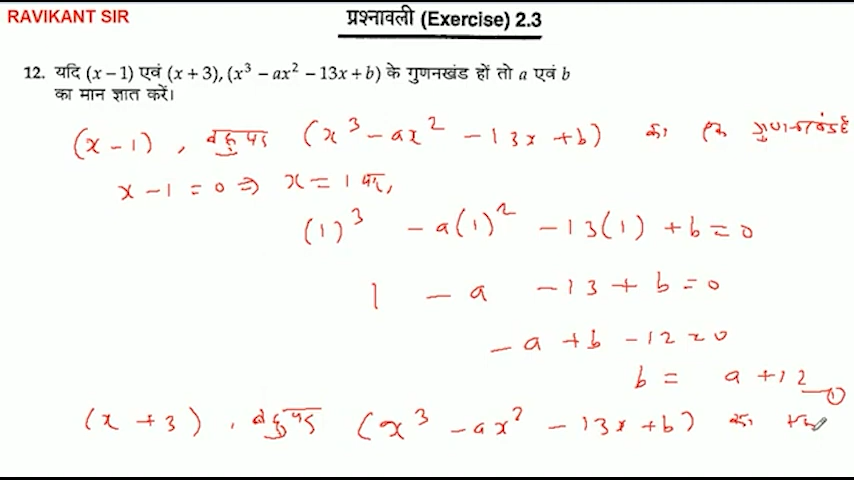 RAVIKANT SIR
प्रश्नावली (Exercise) 2.3
12. यदि (x – 1) एवं (x + 3), (x³ – ax² – 13x + b) के गुणनखंड हों तो a एवं b
का मान ज्ञात करें।
(x – 1), बहुपद (x³ – ax² – 13x + b) का एक गुणनखंड है
x – 1 = 0 ⇒ x = 1 पर,
(1)³ – a(1)² – 13(1) + b = 0
1 – a – 13 + b = 0
– a + b – 12 = 0
b = a + 12 — ①
(x + 3), बहुपद (x³ – ax² – 13x + b) का